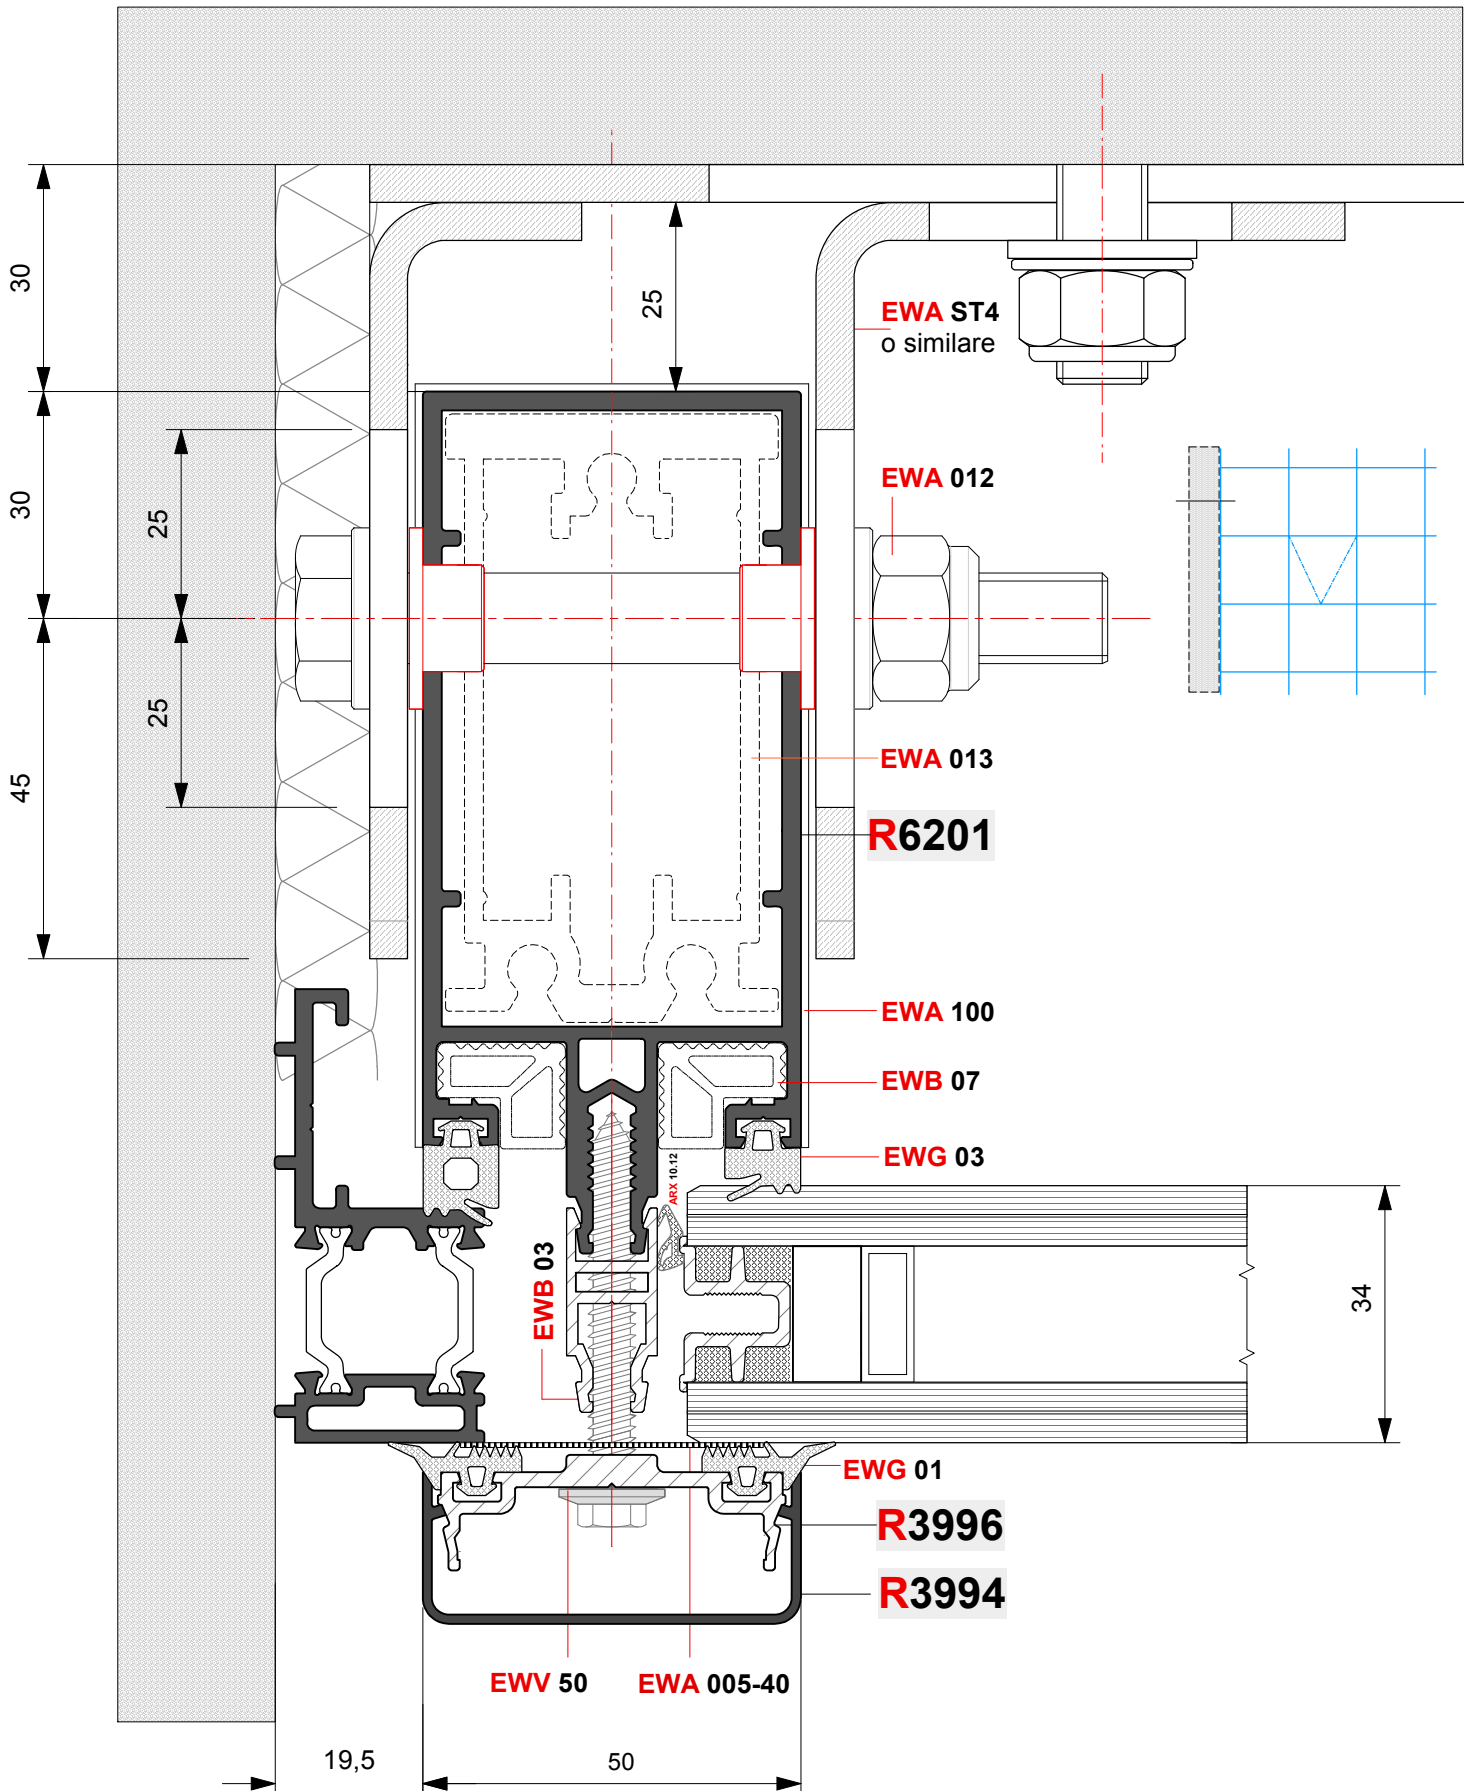 30
25
EWA ST4
o similare
30
25
EWA 012
25
45
EWA 013
R6201
EWA 100
EWB 07
EWG 03
ARX 10.12
EWB 03
34
EWG 01
R3996
R3994
EWV 50
EWA 005-40
19,5
50